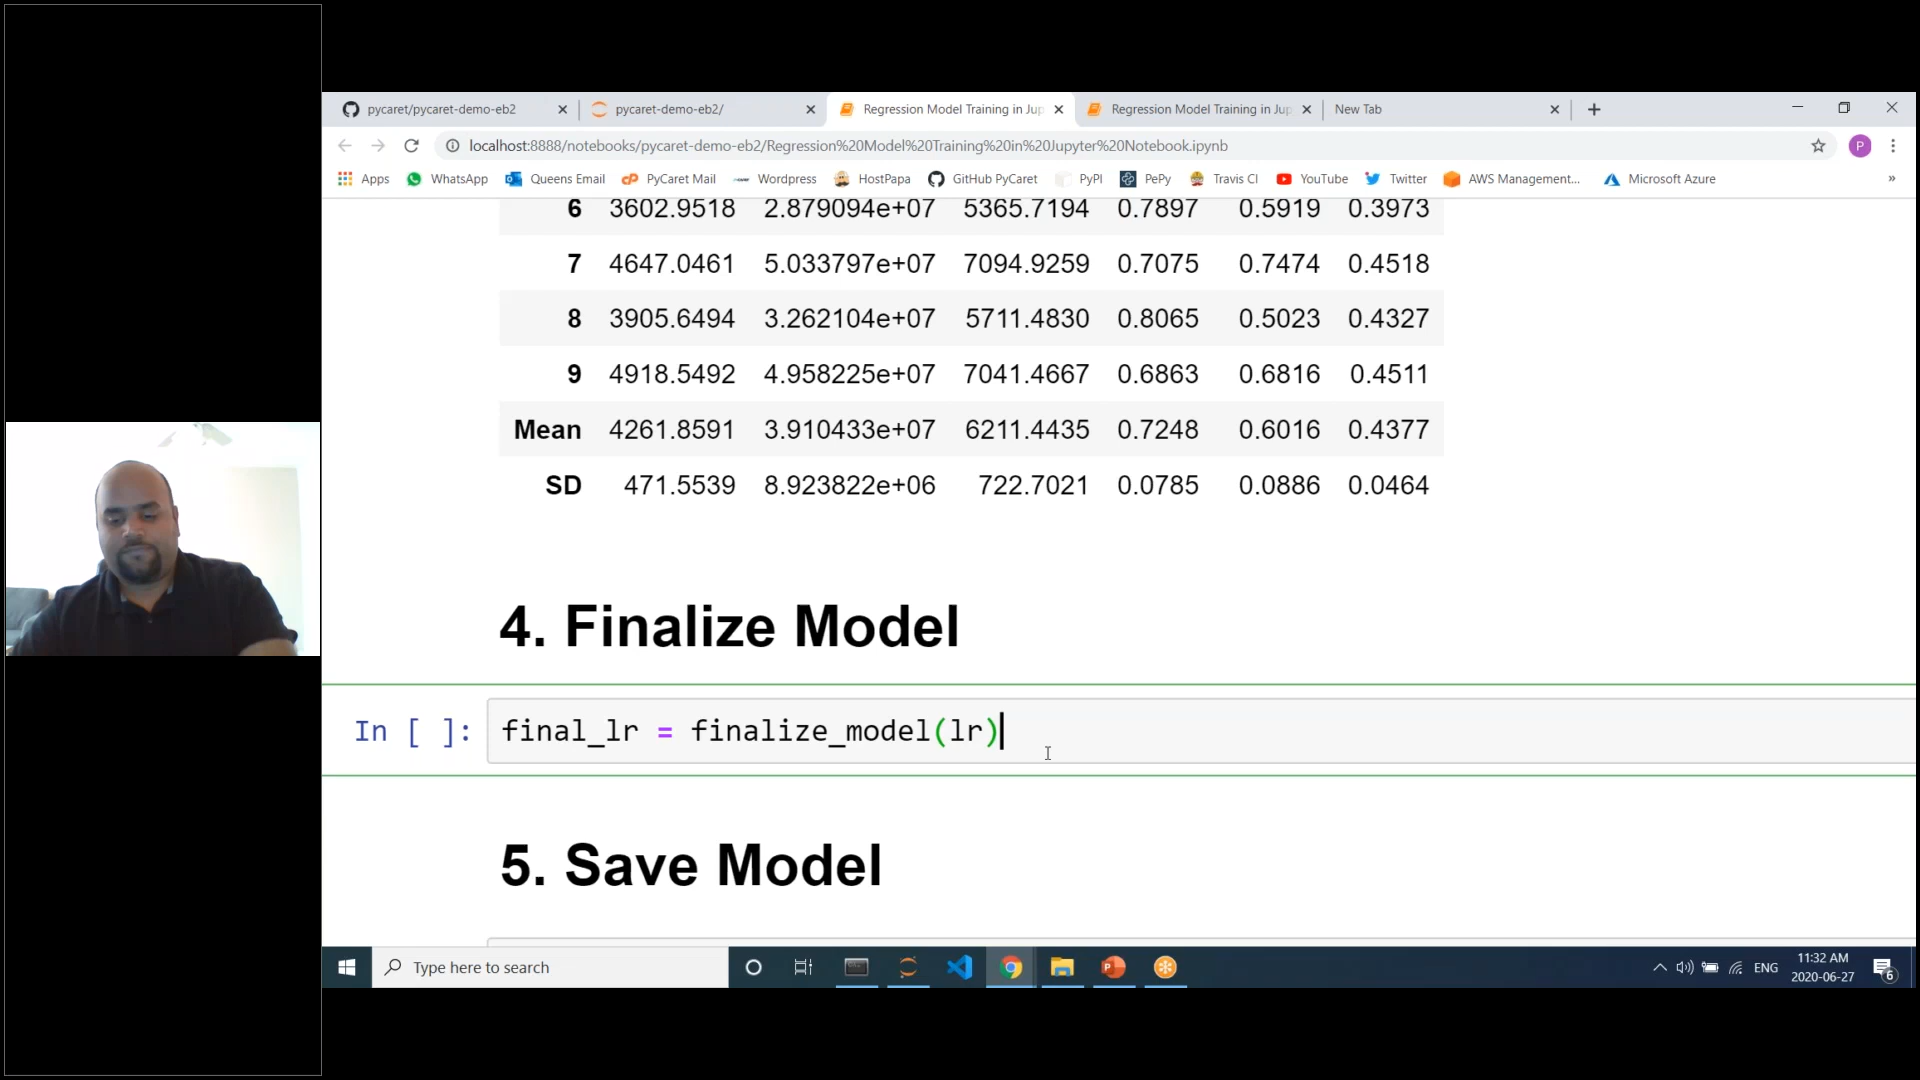 pycaret/pycaret-demo-eb2
pycaret-demo-eb2/
Regression Model Training in Jup
Regression Model Training in Jup
New Tab
localhost:8888/notebooks/pycaret-demo-eb2/Regression%20Model%20Training%20in%20Jupyter%20Notebook.ipynb
P
Apps WhatsApp Queens Email PyCaret Mail Wordpress HostPapa GitHub PyCaret PyPI PePy Travis CI YouTube Twitter AWS Management... Microsoft Azure »
6 3602.9518 2.879094e+07 5365.7194 0.7897 0.5919 0.3973
7 4647.0461 5.033797e+07 7094.9259 0.7075 0.7474 0.4518
8 3905.6494 3.262104e+07 5711.4830 0.8065 0.5023 0.4327
9 4918.5492 4.958225e+07 7041.4667 0.6863 0.6816 0.4511
Mean 4261.8591 3.910433e+07 6211.4435 0.7248 0.6016 0.4377
SD 471.5539 8.923822e+06 722.7021 0.0785 0.0886 0.0464
4. Finalize Model
In [ ]: final_lr = finalize_model(lr)
5. Save Model
Type here to search
ENG
11:32 AM
2020-06-27
6